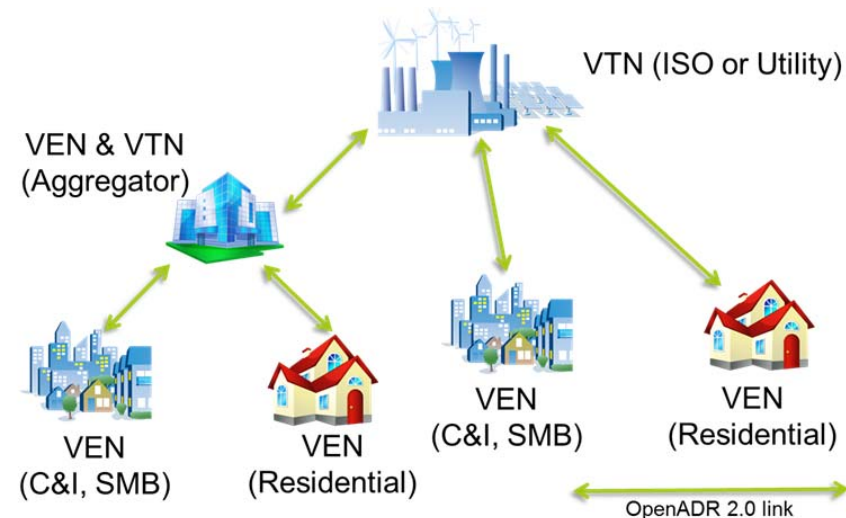 VTN (ISO or Utility)
VEN & VTN
(Aggregator)
VEN
(C&I, SMB)
VEN
(Residential)
VEN
(C&I, SMB)
VEN
(Residential)
OpenADR 2.0 link